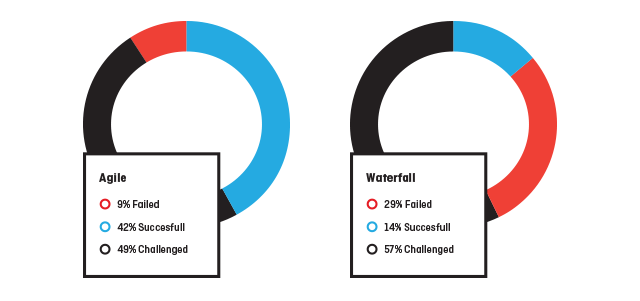 Agile
9% Failed
42% Succesfull
49% Challenged
Waterfall
29% Failed
14% Succesfull
57% Challenged